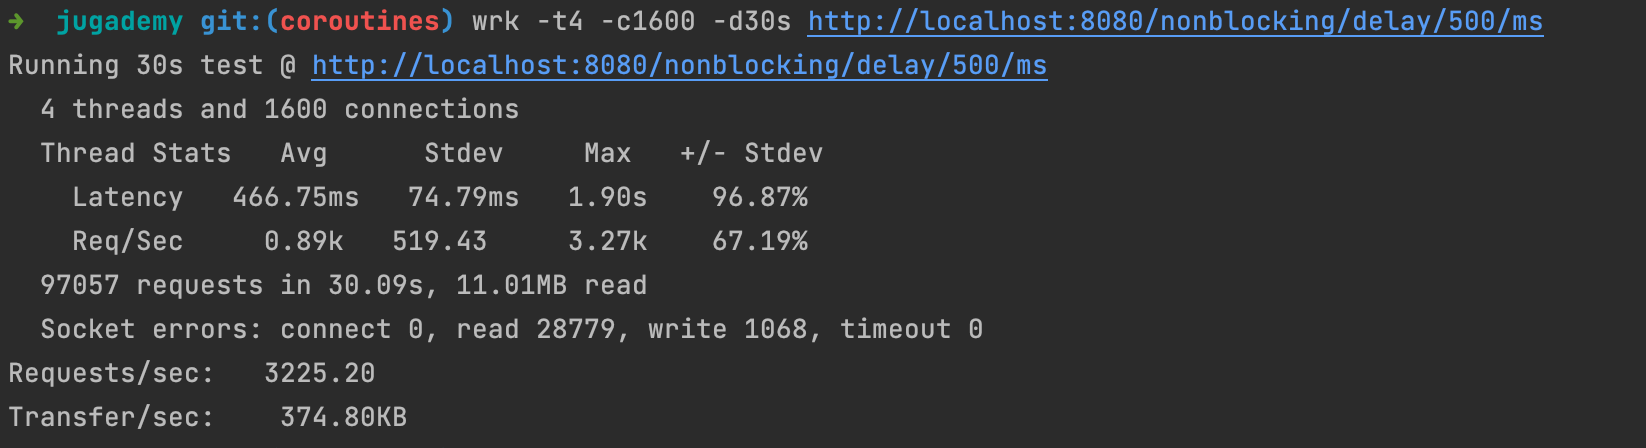 ➜  jugademy git:(coroutines) wrk -t4 -c1600 -d30s http://localhost:8080/nonblocking/delay/500/ms
Running 30s test @ http://localhost:8080/nonblocking/delay/500/ms
  4 threads and 1600 connections
  Thread Stats   Avg      Stdev     Max   +/- Stdev
    Latency   466.75ms   74.79ms   1.90s    96.87%
    Req/Sec     0.89k   519.43     3.27k    67.19%
  97057 requests in 30.09s, 11.01MB read
  Socket errors: connect 0, read 28779, write 1068, timeout 0
Requests/sec:   3225.20
Transfer/sec:    374.80KB